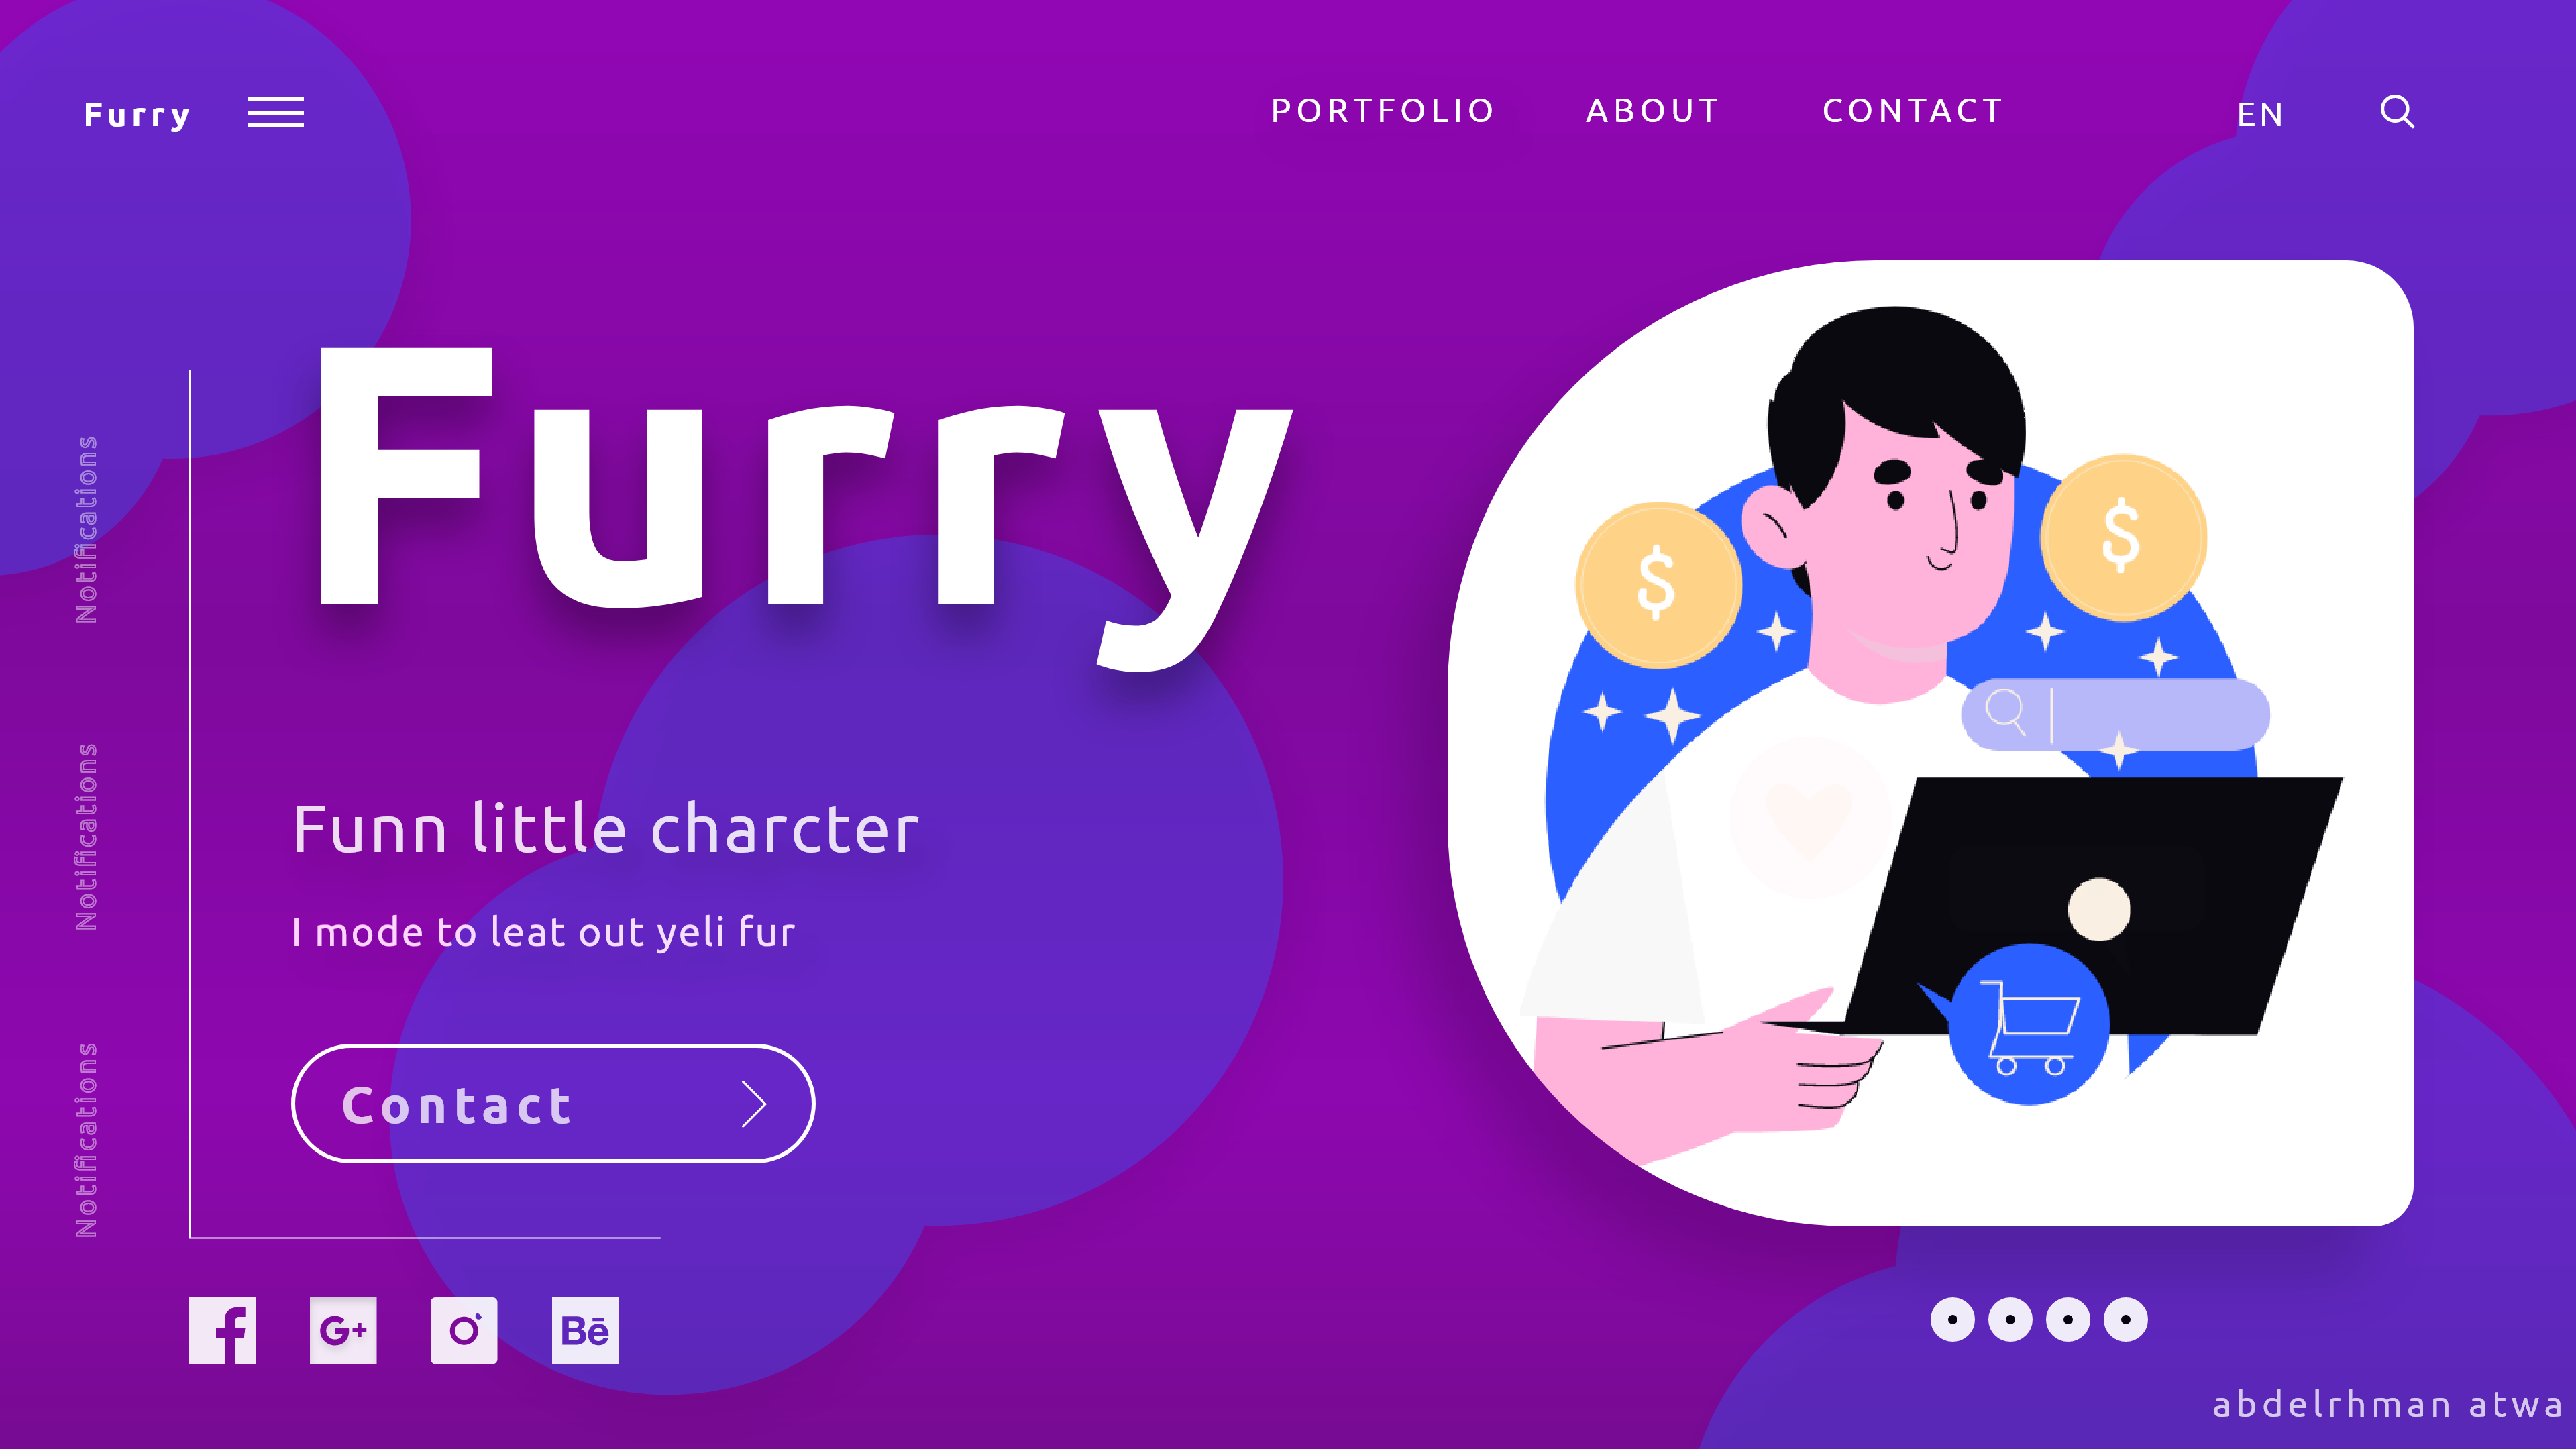 Furry
PORTFOLIO
ABOUT
CONTACT
EN
Furry
Notifications
Notifications
Notifications
Funn little charcter
I mode to leat out yeli fur
Contact
$
$
f
G+
Bē
abdelrhman atwa